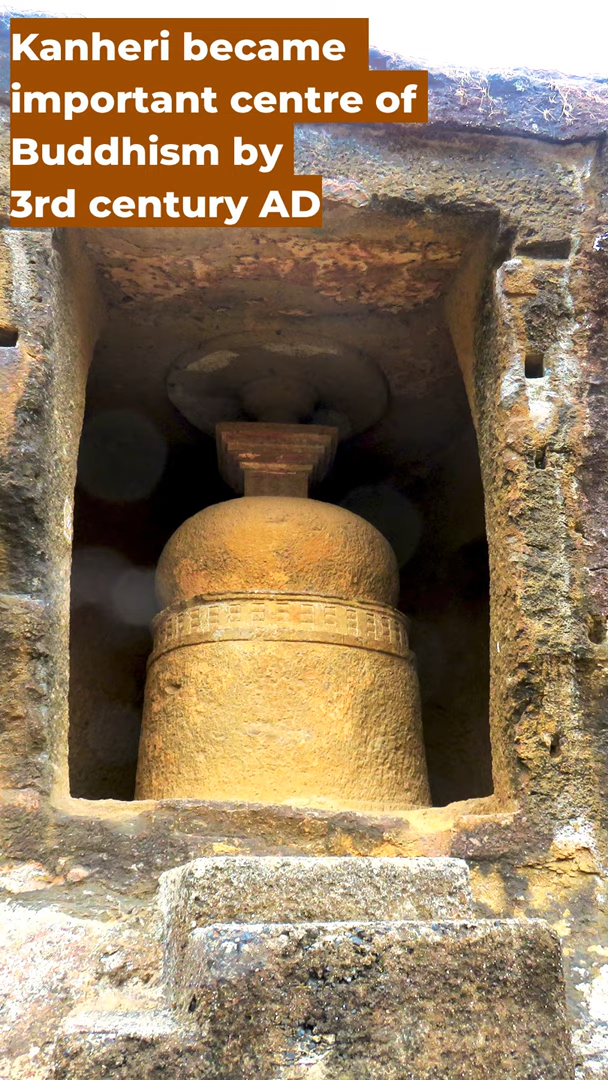 Kanheri became
important centre of
Buddhism by
3rd century AD